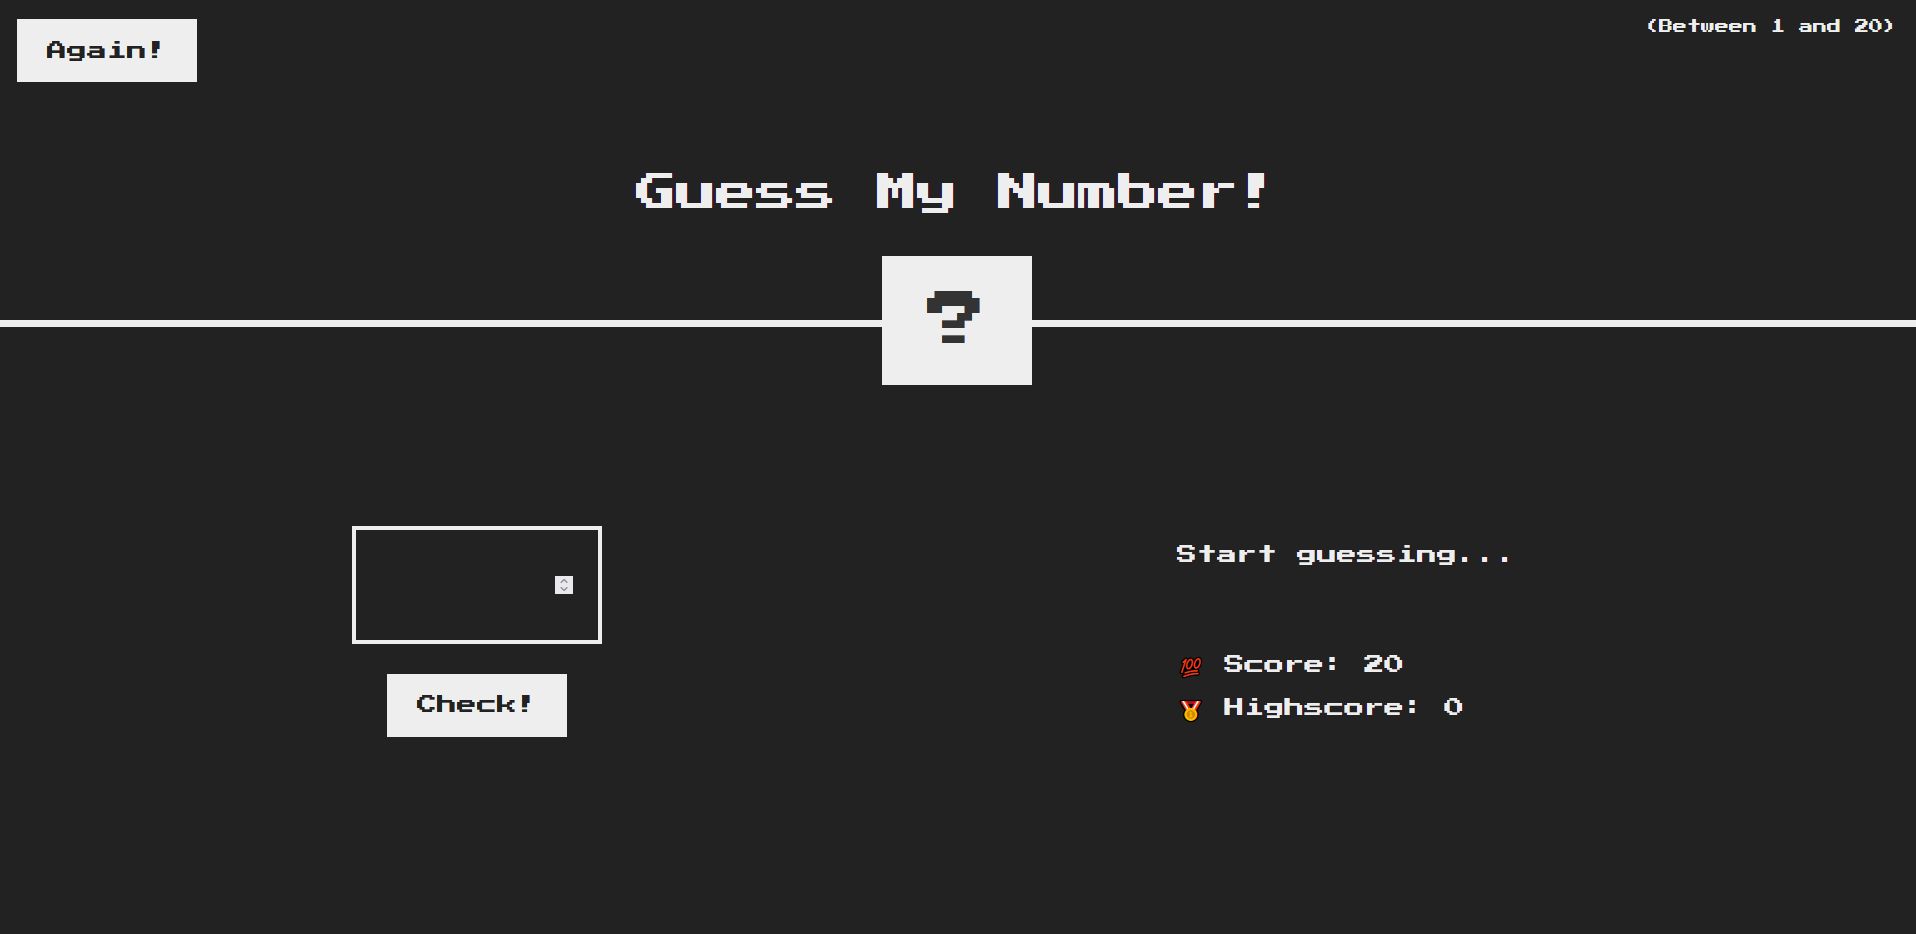 Again!
(Between 1 and 20)
Guess My Number!
?
Start guessing...
💯 Score: 20
🥇 Highscore: 0
Check!